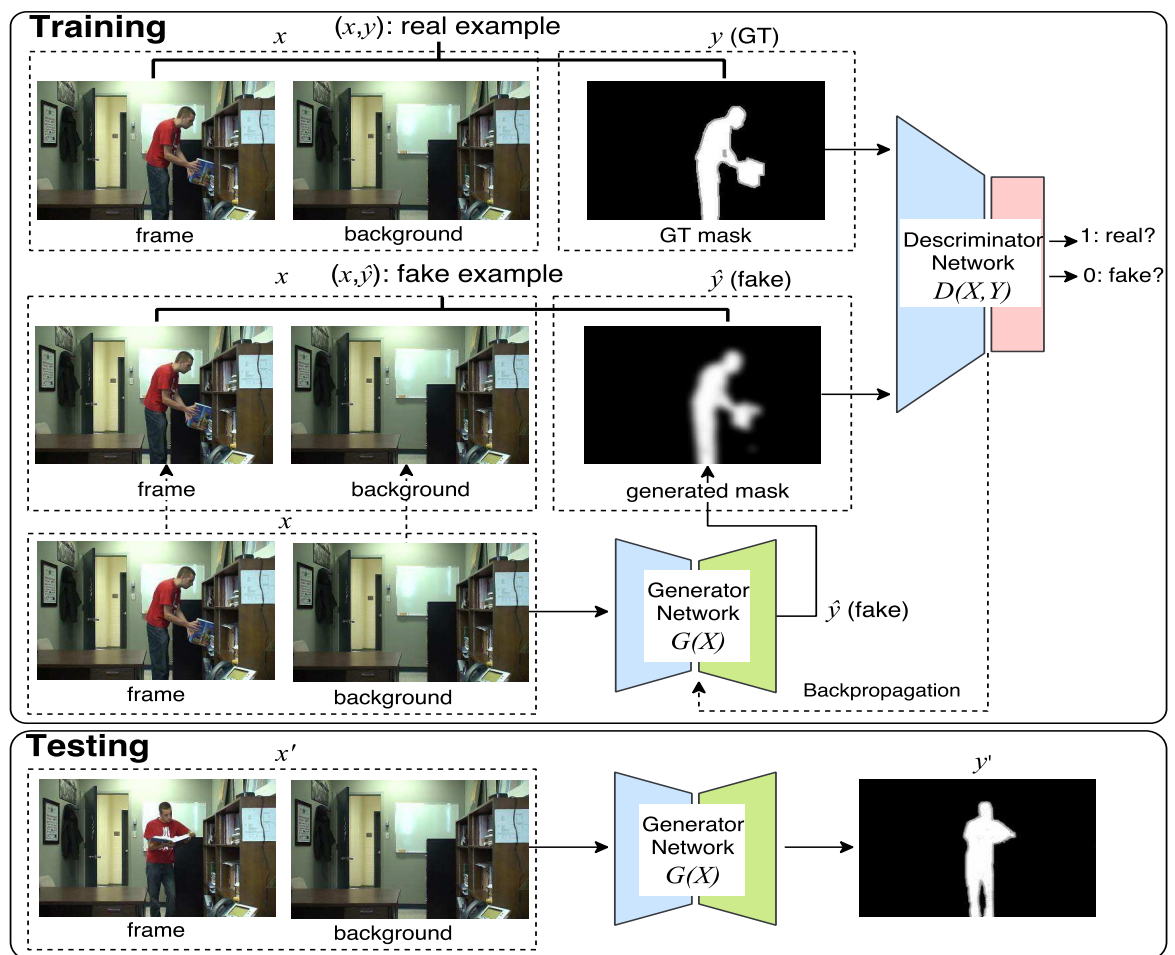 Training
(x,y): real example
x
y (GT)
frame
background
GT mask
Descriminator
Network
D(X,Y)
1: real?
0: fake?
(x,ŷ): fake example
x
ŷ (fake)
frame
background
generated mask
x
frame
background
Generator
Network
G(X)
ŷ (fake)
Backpropagation
Testing
x′
y'
frame
background
Generator
Network
G(X)